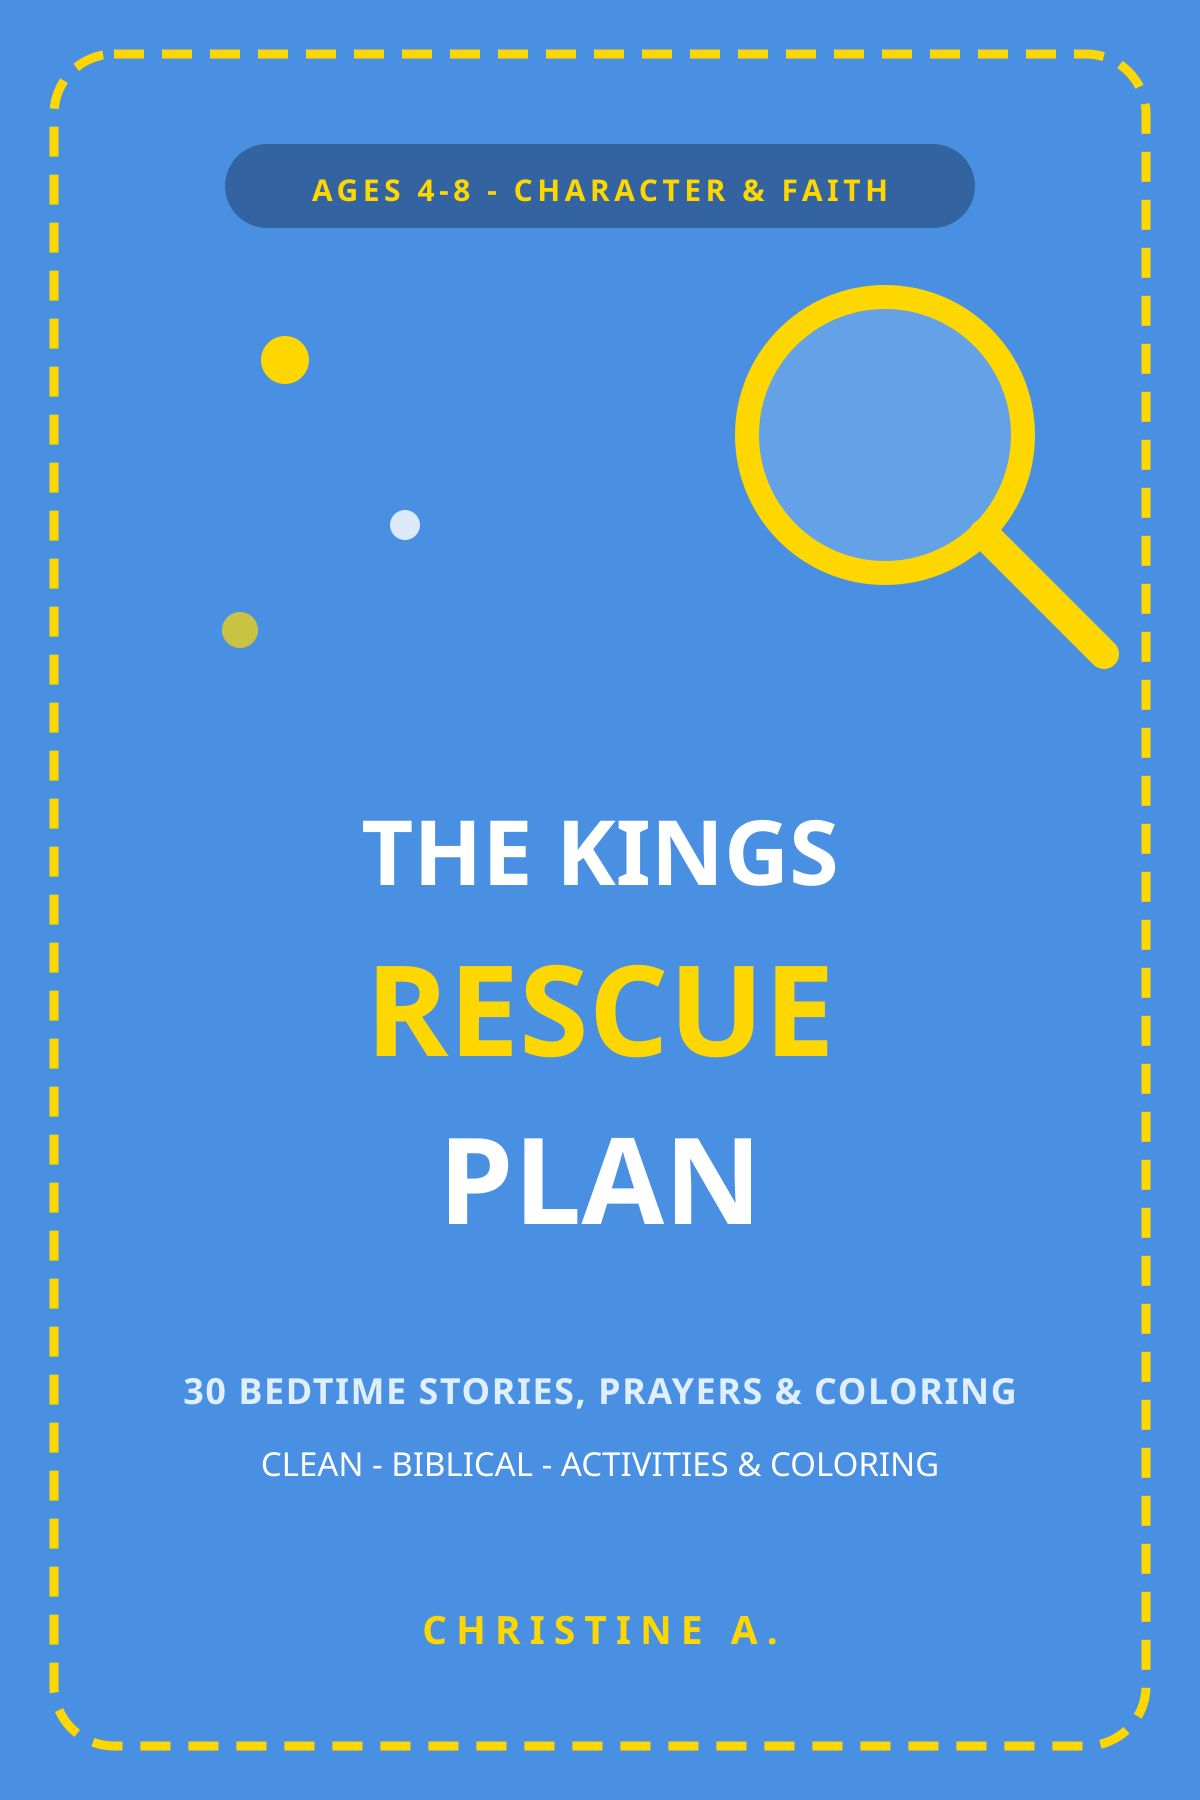 AGES 4-8 - CHARACTER & FAITH
THE KINGS
RESCUE
PLAN
30 BEDTIME STORIES, PRAYERS & COLORING
CLEAN - BIBLICAL - ACTIVITIES & COLORING
CHRISTINE A.